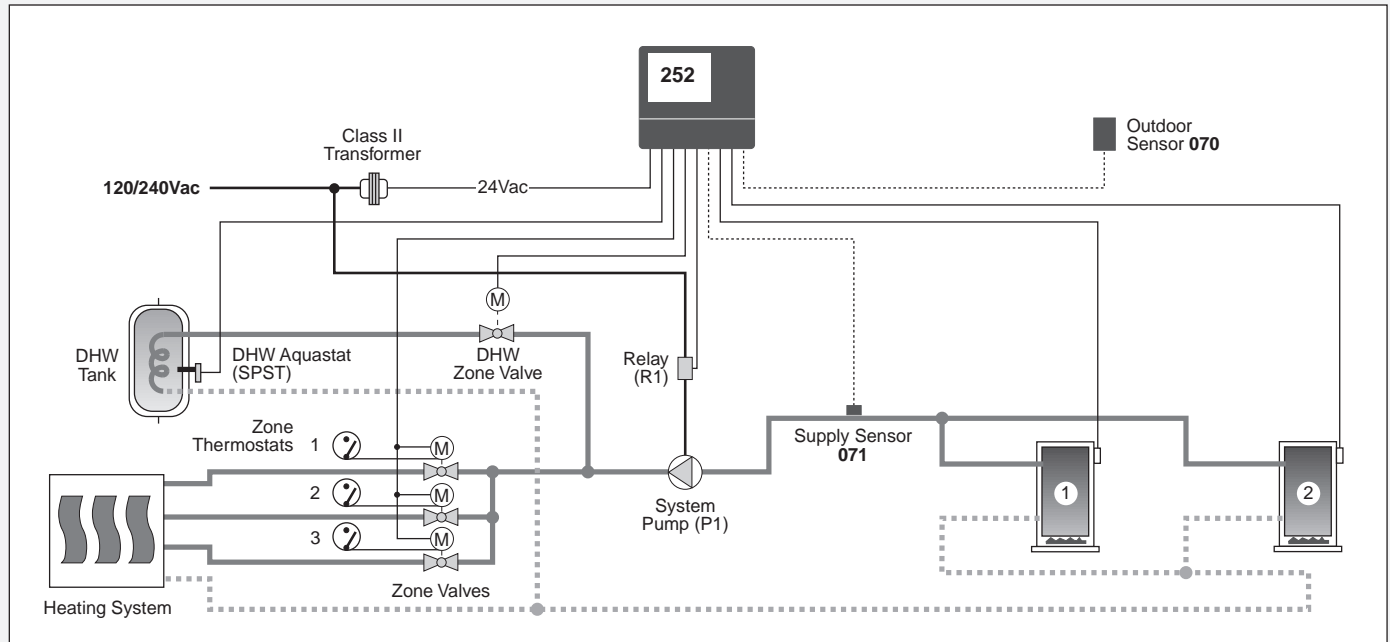 252
Outdoor
Sensor 070
Class II
Transformer
120/240Vac
24Vac
M
DHW
Tank
DHW Aquastat
(SPST)
DHW
Zone Valve
Relay
(R1)
Zone
Thermostats
1
M
2
M
3
M
Supply Sensor
071
System
Pump (P1)
1
2
Zone Valves
Heating System